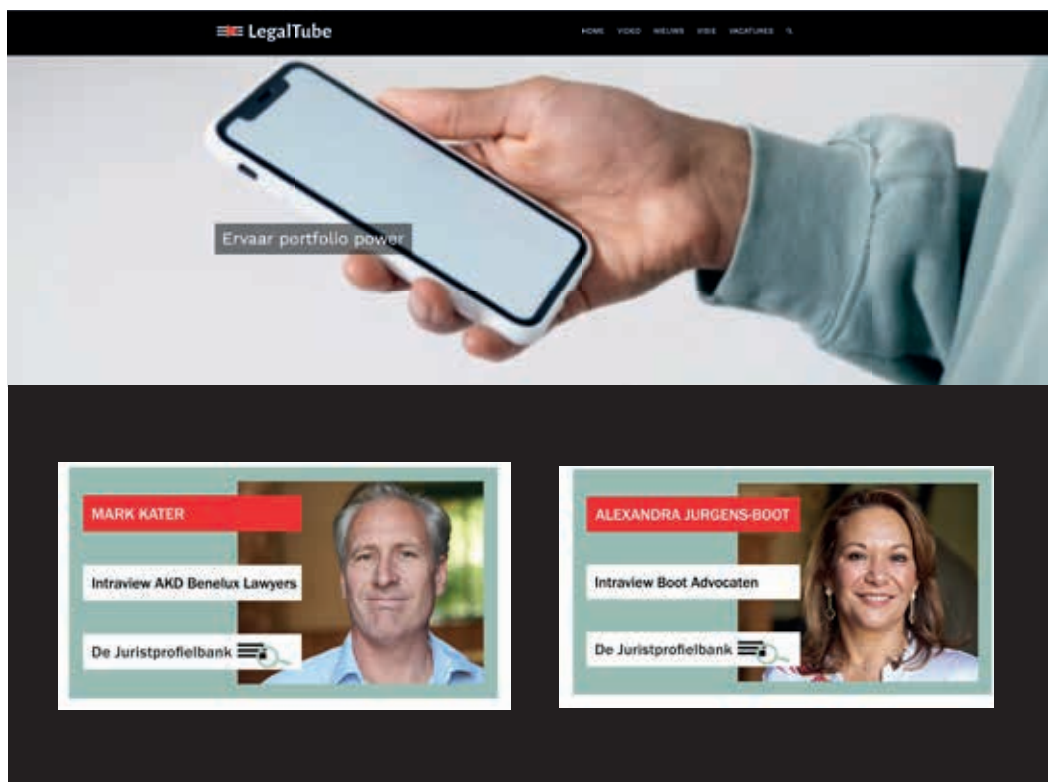 LegalTube
HOME VIDEO NIEUWS VISIE VACATURES
Ervaar portfolio power
MARK KATER
Intraview AKD Benelux Lawyers
De Juristprofielbank
ALEXANDRA JURGENS-BOOT
Intraview Boot Advocaten
De Juristprofielbank